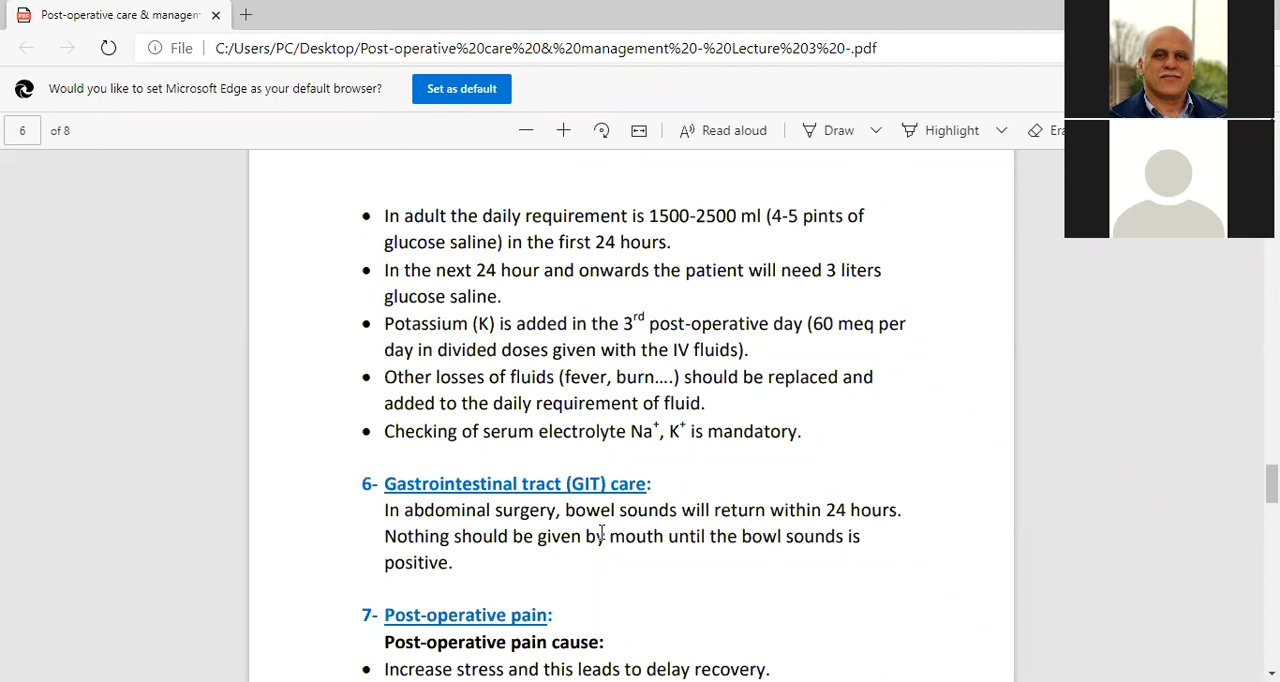 Post-operative care & managem
File
C:/Users/PC/Desktop/Post-operative%20care%20&%20management%20-%20Lecture%203%20-.pdf
Would you like to set Microsoft Edge as your default browser?
Set as default
6 of 8
Read aloud
Draw
Highlight
Era
• In adult the daily requirement is 1500-2500 ml (4-5 pints of
glucose saline) in the first 24 hours.
• In the next 24 hour and onwards the patient will need 3 liters
glucose saline.
• Potassium (K) is added in the 3rd post-operative day (60 meq per
day in divided doses given with the IV fluids).
• Other losses of fluids (fever, burn....) should be replaced and
added to the daily requirement of fluid.
• Checking of serum electrolyte Na+, K+ is mandatory.
6- Gastrointestinal tract (GIT) care:
In abdominal surgery, bowel sounds will return within 24 hours.
Nothing should be given by mouth until the bowl sounds is
positive.
7- Post-operative pain:
Post-operative pain cause:
• Increase stress and this leads to delay recovery.